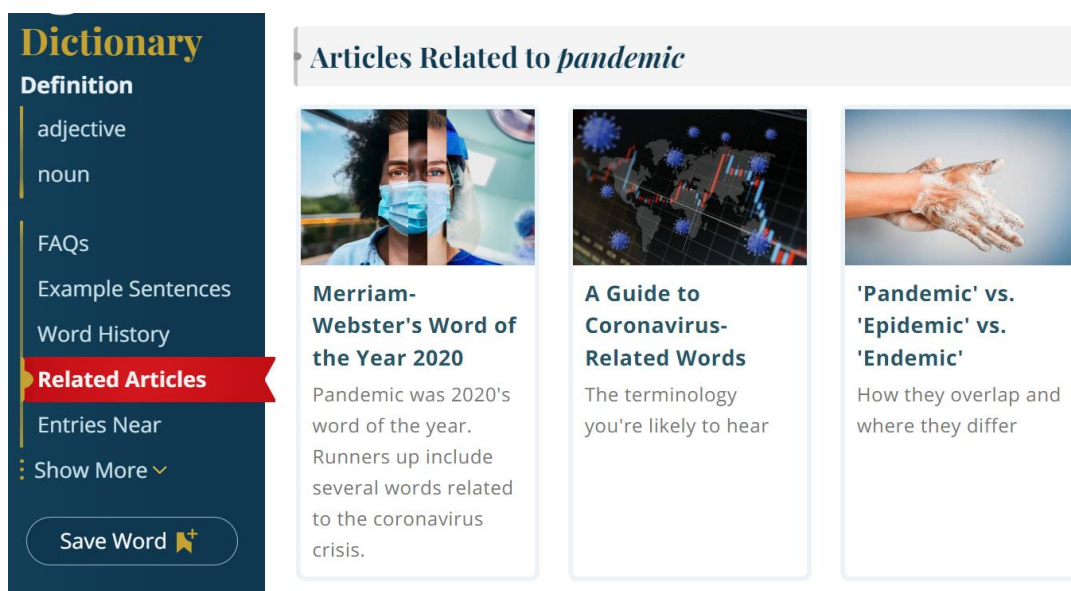 Dictionary
Definition
adjective
noun
FAQs
Example Sentences
Word History
Related Articles
Entries Near
Show More
Save Word
Articles Related to pandemic
Merriam-
Webster's Word of
the Year 2020
Pandemic was 2020's
word of the year.
Runners up include
several words related
to the coronavirus
crisis.
A Guide to
Coronavirus-
Related Words
The terminology
you're likely to hear
'Pandemic' vs.
'Epidemic' vs.
'Endemic'
How they overlap and
where they differ